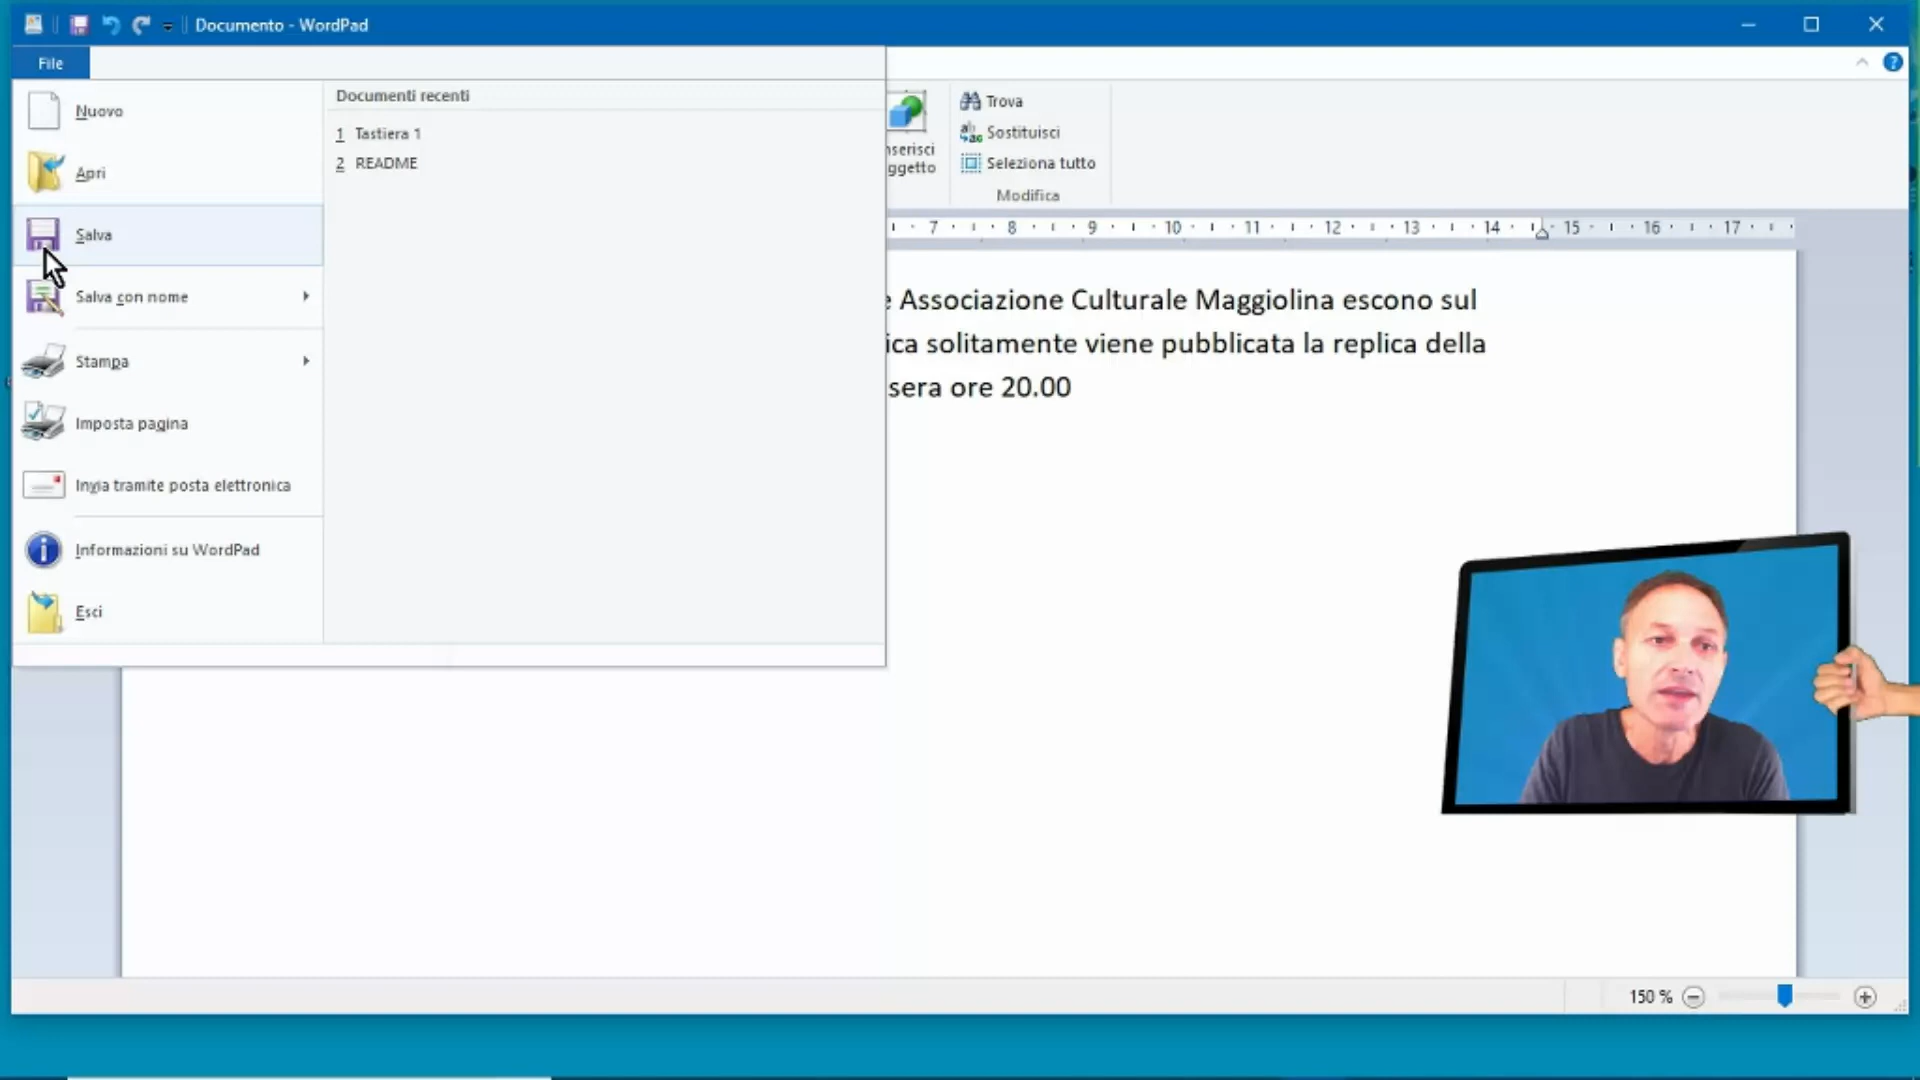 Documento - WordPad
File
Nuovo
Apri
Salva
Salva con nome
Stampa
Imposta pagina
Invia tramite posta elettronica
Informazioni su WordPad
Esci
Documenti recenti
1 Tastiera 1
2 README
nserisci
ggetto
Trova
Sostituisci
Seleziona tutto
Modifica
7 8 9 10 11 12 13 14 15 16 17
e Associazione Culturale Maggiolina escono sul
ica solitamente viene pubblicata la replica della
sera ore 20.00
150 %